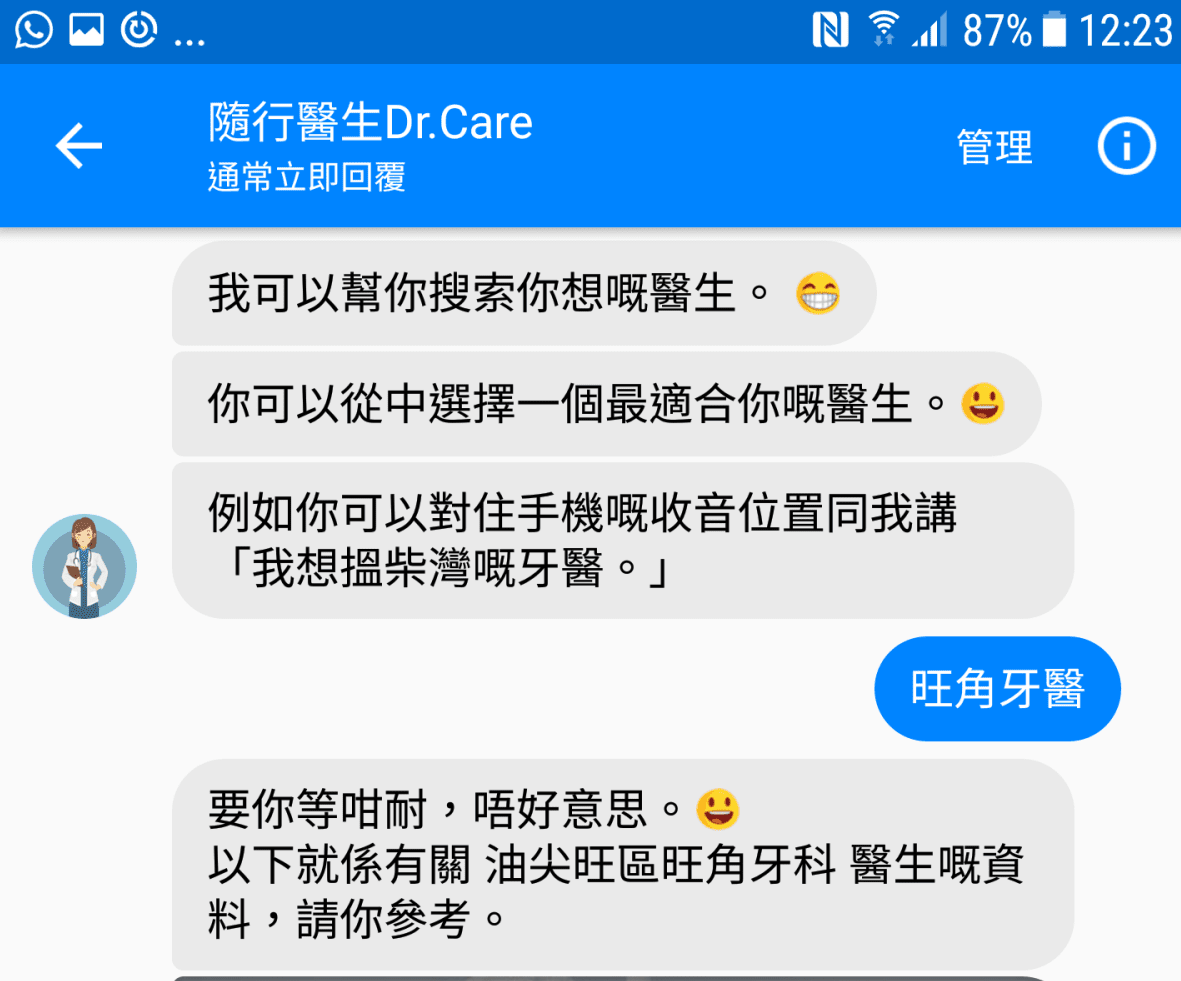 ... 87% 12:23
隨行醫生Dr.Care
通常立即回覆
管理
我可以幫你搜索你想嘅醫生。😁
你可以從中選擇一個最適合你嘅醫生。😃
例如你可以對住手機嘅收音位置同我講
「我想搵柴灣嘅牙醫。」
旺角牙醫
要你等咁耐，唔好意思。😃
以下就係有關 油尖旺區旺角牙科 醫生嘅資
料，請你參考。